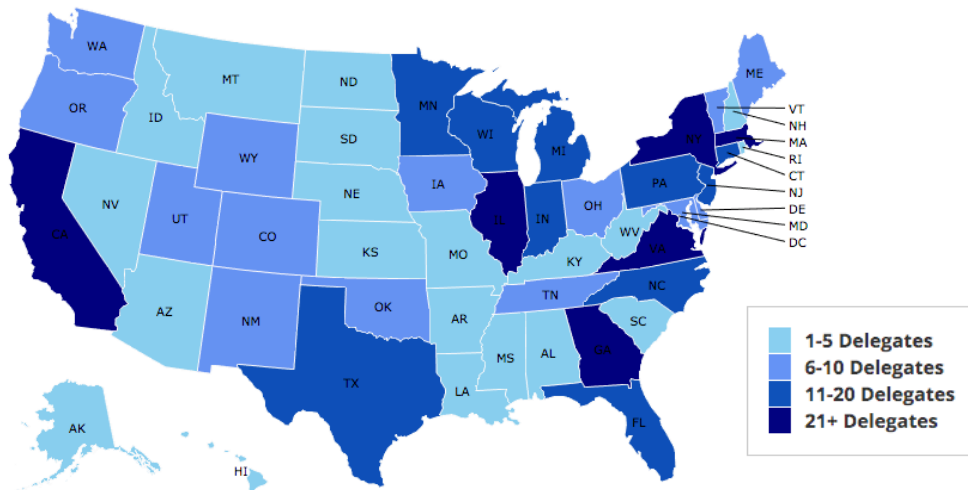 WA
ME
MT
ND
OR
MN
VT
ID
NH
WI
SD
NY
MA
MI
WY
RI
CT
IA
PA
NE
NJ
NV
OH
DE
UT
IL
IN
MD
CO
WV
DC
CA
VA
KS
MO
KY
NC
TN
OK
AZ
NM
AR
SC
MS
AL
GA
TX
LA
FL
AK
HI
1-5 Delegates
6-10 Delegates
11-20 Delegates
21+ Delegates